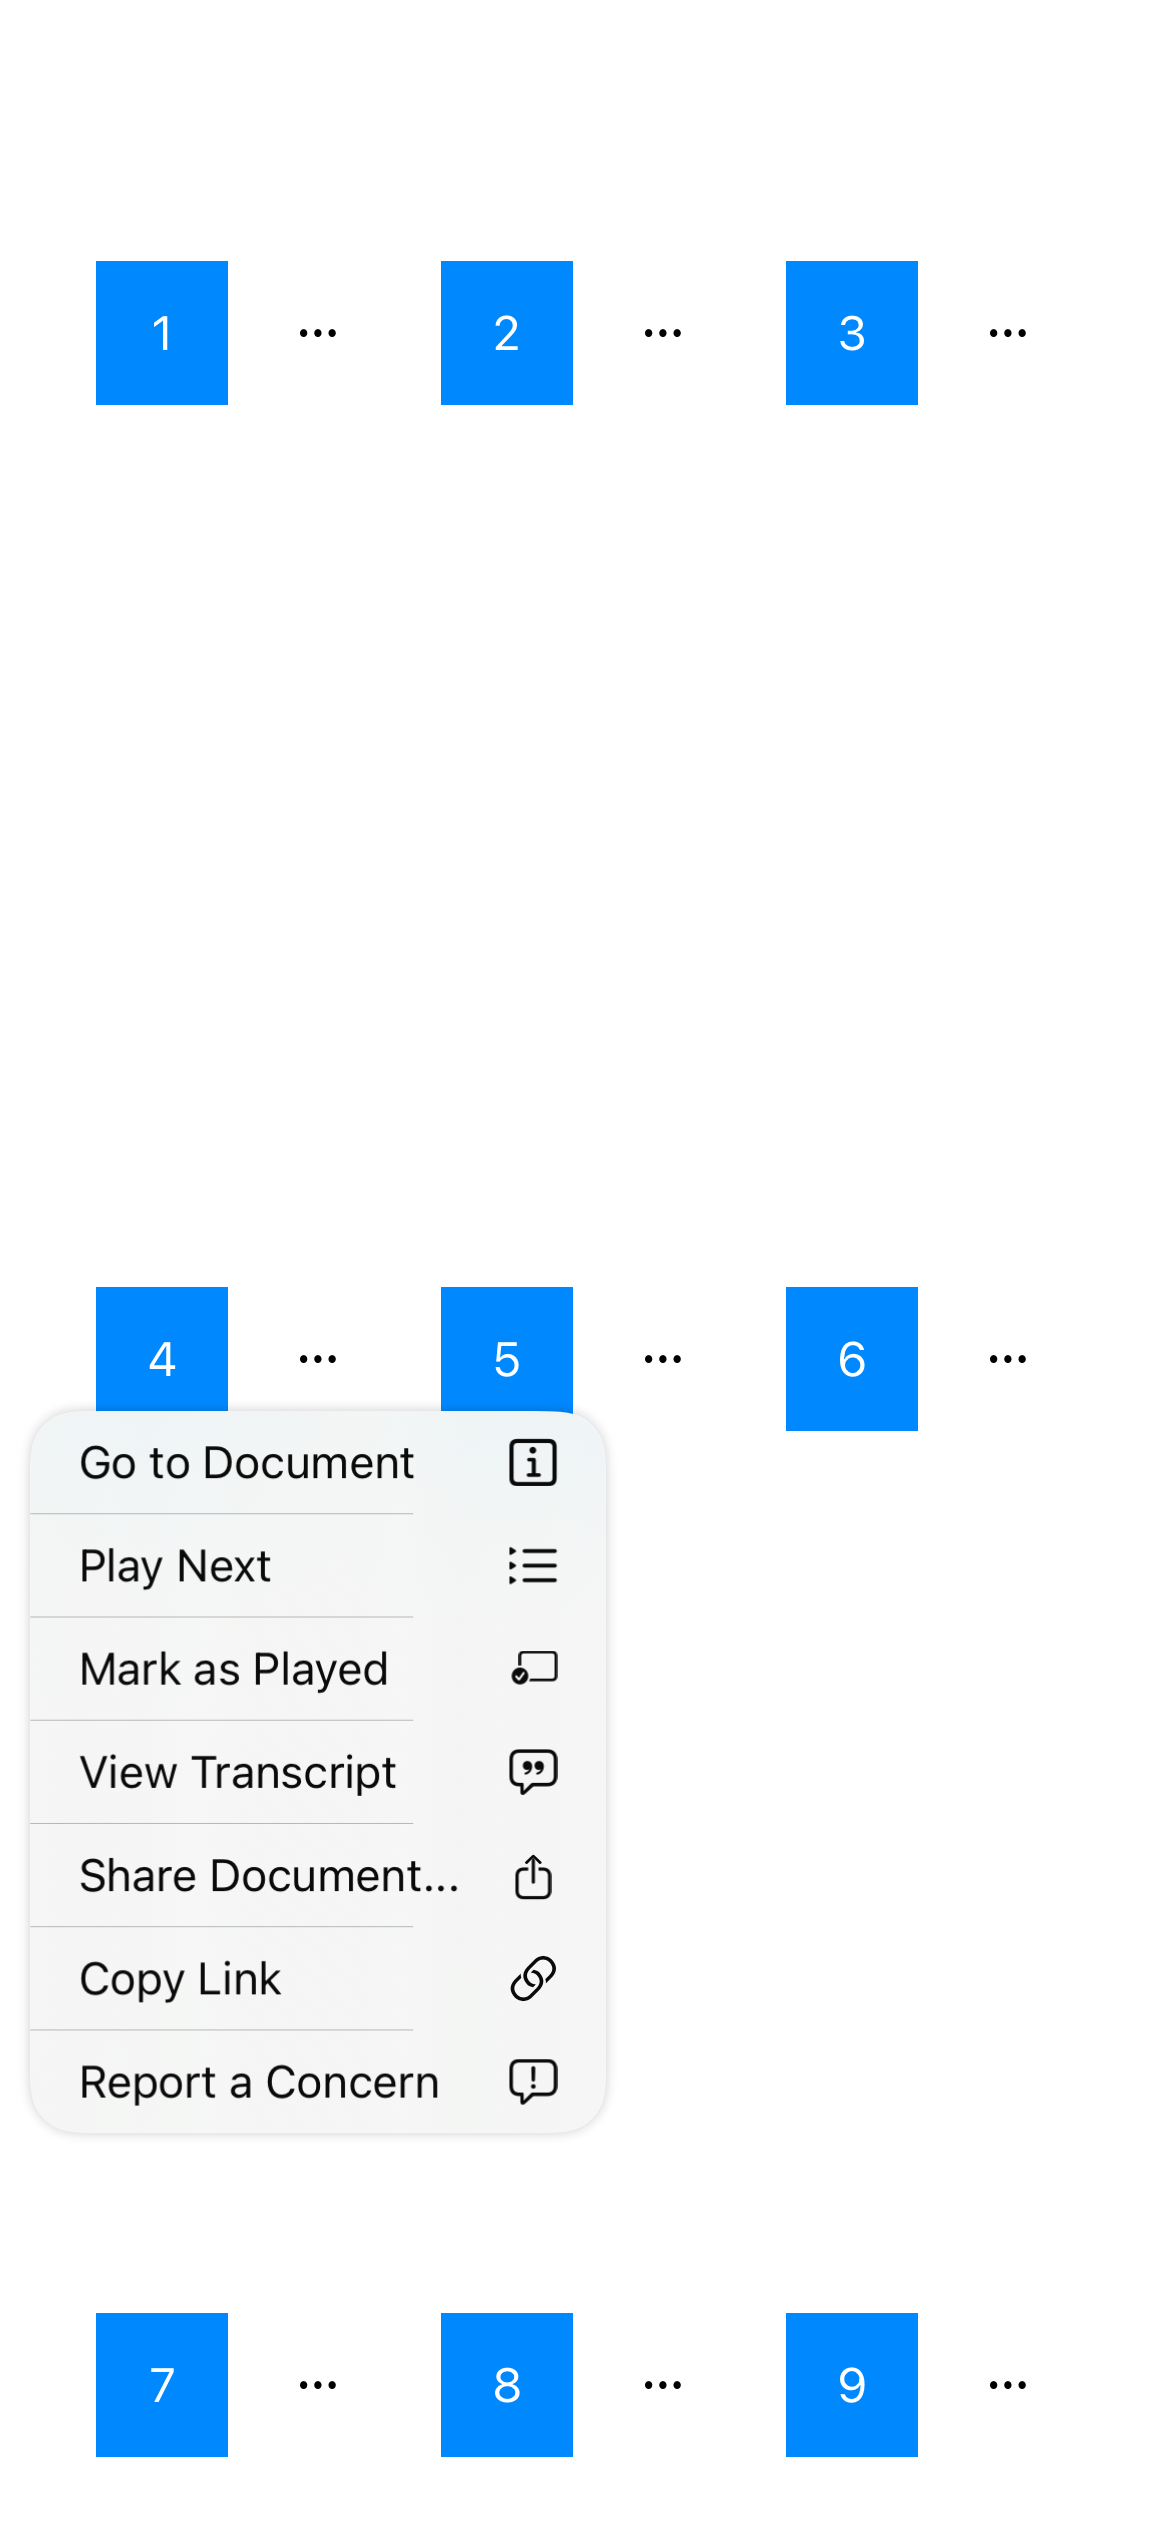 1 ... 2 ... 3 ...
4 ... 5 ... 6 ...
Go to Document
Play Next
Mark as Played
View Transcript
Share Document...
Copy Link
Report a Concern
7 ... 8 ... 9 ...